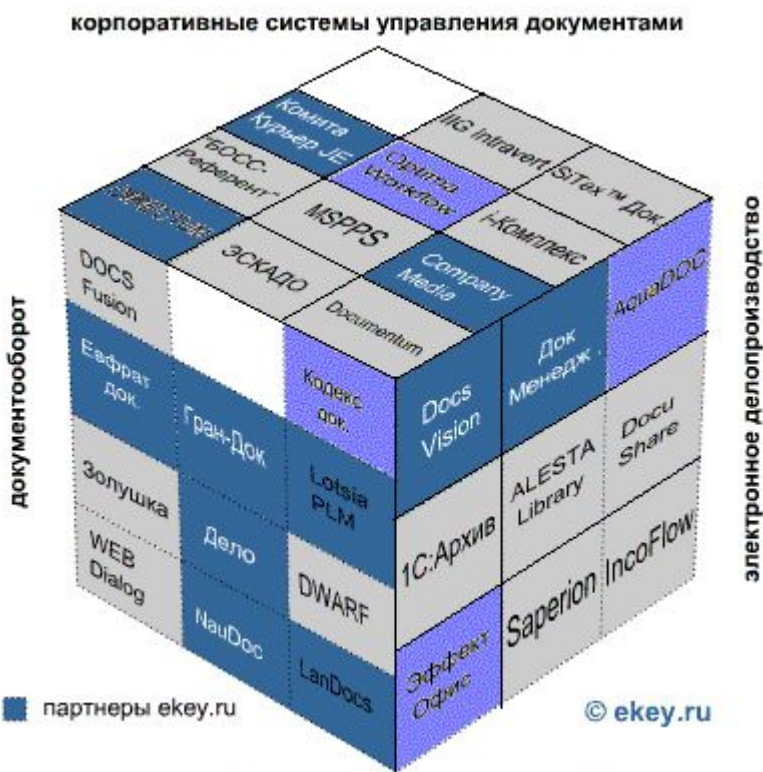 корпоративные системы управления документами
Комита
Курьер JE
IIG Intravert
SiTex™ Док
"БОСС-
Референт"
Optima
Workflow
i-Комплекс
MSPPS
ЭСКАДО
Company
Media
Documentum
документооборот
DOCS
Fusion
Кодекс
док.
Евфрат
док.
Гран-Док
Lotsia
PLM
Золушка
Дело
DWARF
WEB
Dialog
NauDoc
LanDocs
Docs
Vision
Док
Менедж.
AquaDOC
1С:Архив
ALESTA
Library
Docu
Share
Эффект
Офис
Saperion
IncoFlow
электронное делопроизводство
партнеры ekey.ru
© ekey.ru